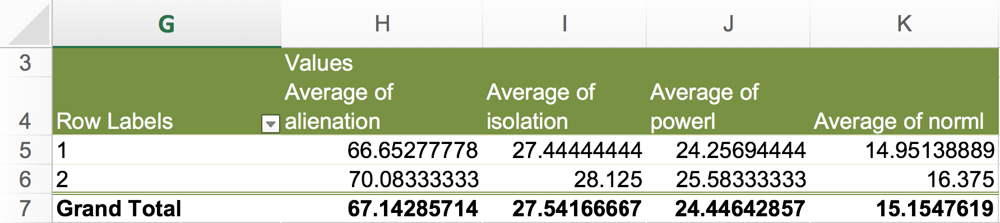 G H I J K
3 Values
Average of Average of Average of
4 Row Labels alienation isolation powerl Average of norml
5 1 66.65277778 27.44444444 24.25694444 14.95138889
6 2 70.08333333 28.125 25.58333333 16.375
7 Grand Total 67.14285714 27.54166667 24.44642857 15.1547619